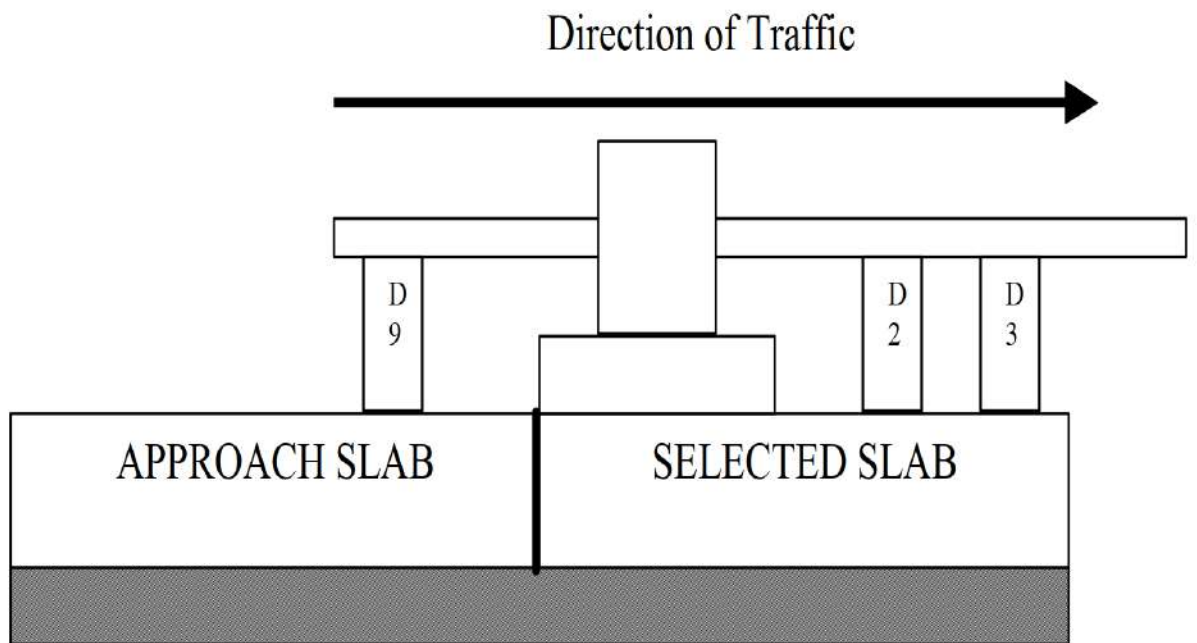 Direction of Traffic
D
9
D
2
D
3
APPROACH SLAB
SELECTED SLAB